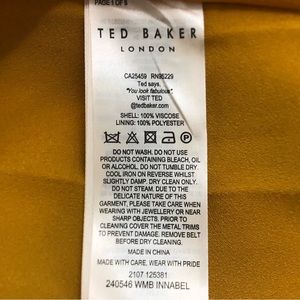 PAGE 1 OF 5
TED BAKER
LONDON
CA25459 RN95229
Ted says,
"You look fabulous".
VISIT TED
@tedbaker.com
SHELL: 100% VISCOSE
LINING: 100% POLYESTER
DO NOT WASH. DO NOT USE
PRODUCTS CONTAINING BLEACH, OIL
OR ALCOHOL. DO NOT TUMBLE DRY.
COOL IRON ON REVERSE WHILST
SLIGHTLY DAMP. DRY CLEAN ONLY.
DO NOT STEAM. DUE TO THE
DELICATE NATURE OF THIS
GARMENT, PLEASE TAKE CARE WHEN
WEARING WITH JEWELLERY OR NEAR
SHARP OBJECTS. PRIOR TO
CLEANING COVER THE METAL TRIMS
TO PREVENT DAMAGE. REMOVE BELT
BEFORE DRY CLEANING.
MADE IN CHINA
MADE WITH CARE, WEAR WITH PRIDE
2107 125381
240546 WMB INNABEL